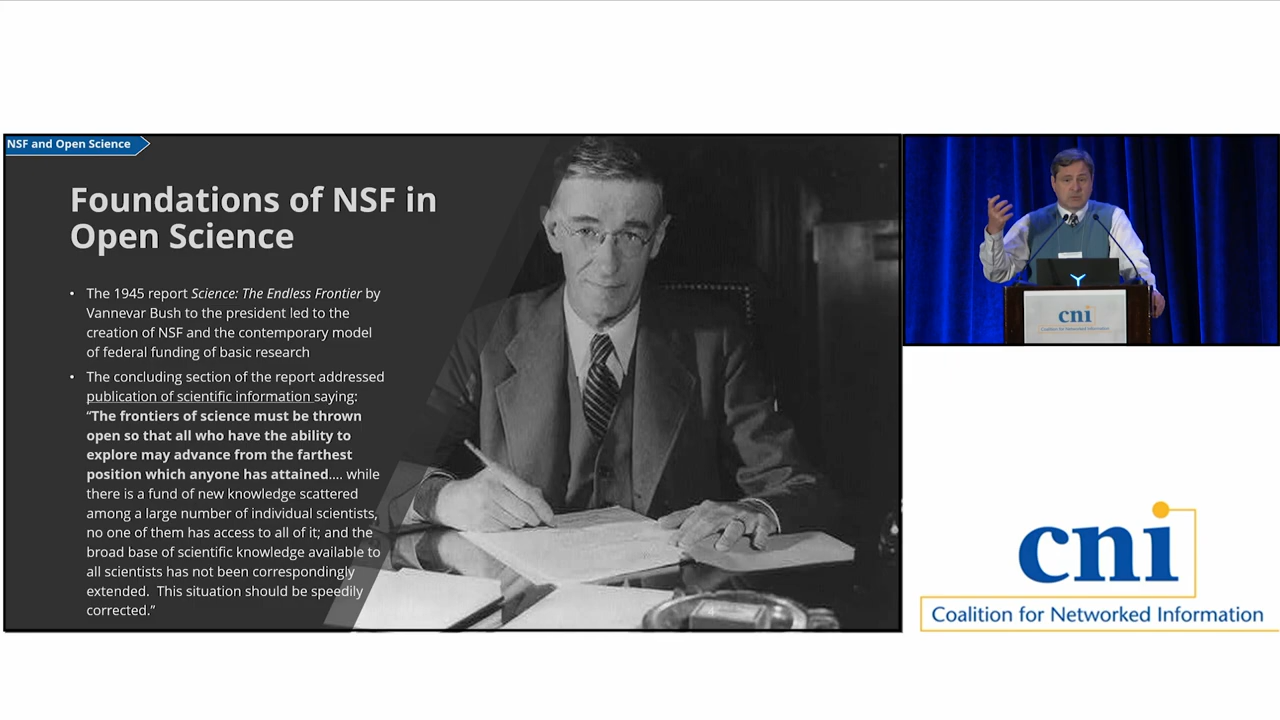 NSF and Open Science
Foundations of NSF in
Open Science
• The 1945 report Science: The Endless Frontier by
Vannevar Bush to the president led to the
creation of NSF and the contemporary model
of federal funding of basic research
• The concluding section of the report addressed
publication of scientific information saying:
“The frontiers of science must be thrown
open so that all who have the ability to
explore may advance from the farthest
position which anyone has attained.... while
there is a fund of new knowledge scattered
among a large number of individual scientists,
no one of them has access to all of it; and the
broad base of scientific knowledge available to
all scientists has not been correspondingly
extended.  This situation should be speedily
corrected.”
cni
Coalition for Networked Information
cni
Coalition for Networked Information